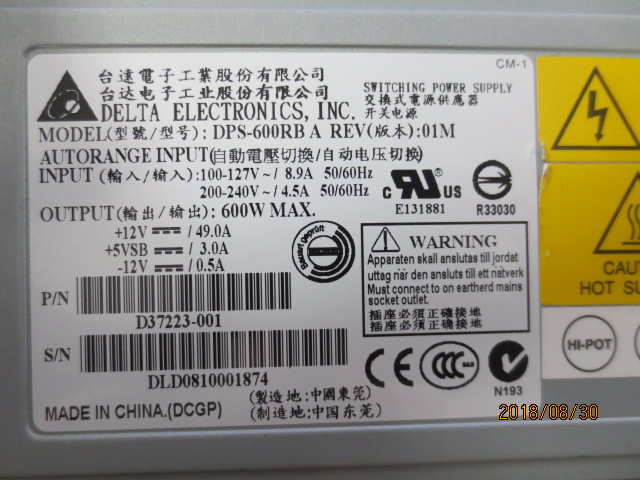 CM-1
台達電子工業股份有限公司
台达电子工业股份有限公司
DELTA ELECTRONICS, INC.
SWITCHING POWER SUPPLY
交換式電源供應器
开关电源
MODEL(型號/型号): DPS-600RB A REV(版本):01M
AUTORANGE INPUT(自動電壓切換/自动电压切换)
INPUT (輸入/输入): 100-127V~/ 8.9A 50/60Hz
200-240V~/ 4.5A 50/60Hz
OUTPUT(輸出/输出): 600W MAX.
+12V ⎓ / 49.0A
+5VSB ⎓ / 3.0A
-12V ⎓ / 0.5A
c RU US
E131881
R33030
Bauart geprüft
WARNING
Apparaten skall anslutas till jordat
uttag när den ansluts till ett nätverk
Must connect to on eartherd mains
socket outlet.
插座必須正確接地
插座必须正确接地
P/N
D37223-001
S/N
DLD0810001874
CE
CCC
N193
MADE IN CHINA.(DCGP)
(製造地: 中國東莞)
(制造地: 中国东莞)
CAU
HOT SU
HI-POT
2018/08/30